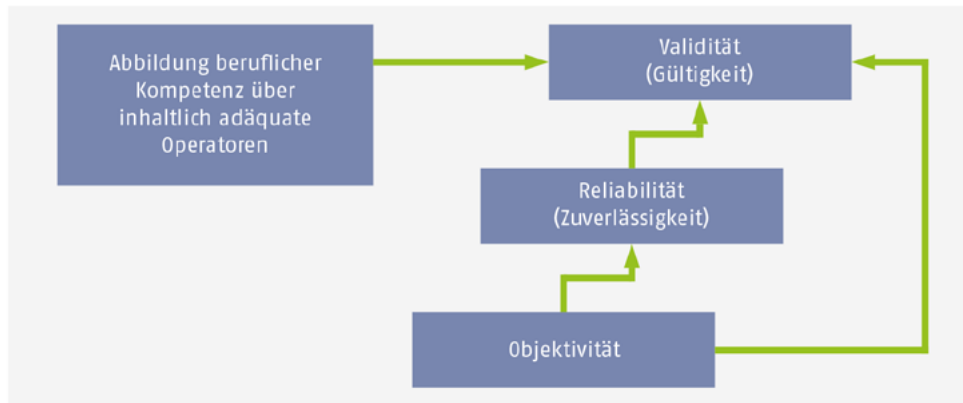 Abbildung beruflicher
Kompetenz über
inhaltlich adäquate
Operatoren
Validität
(Gültigkeit)
Reliabilität
(Zuverlässigkeit)
Objektivität